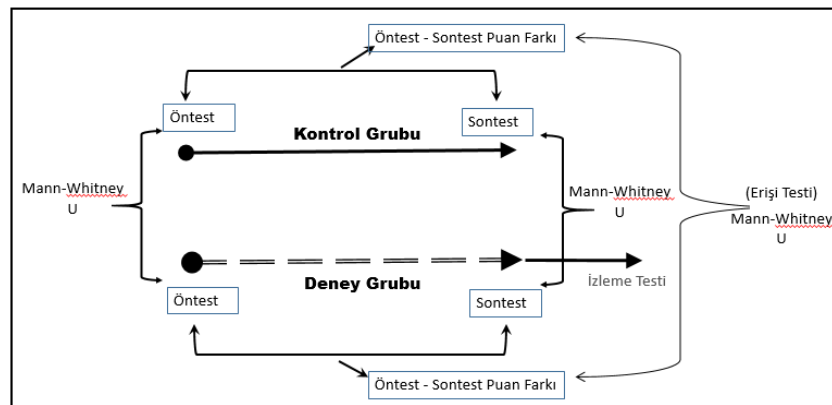 Öntest - Sontest Puan Farkı
Öntest
Sontest
Kontrol Grubu
Mann-Whitney
U
Mann-Whitney
U
(Erişi Testi)
Mann-Whitney
U
Deney Grubu
İzleme Testi
Öntest
Sontest
Öntest - Sontest Puan Farkı